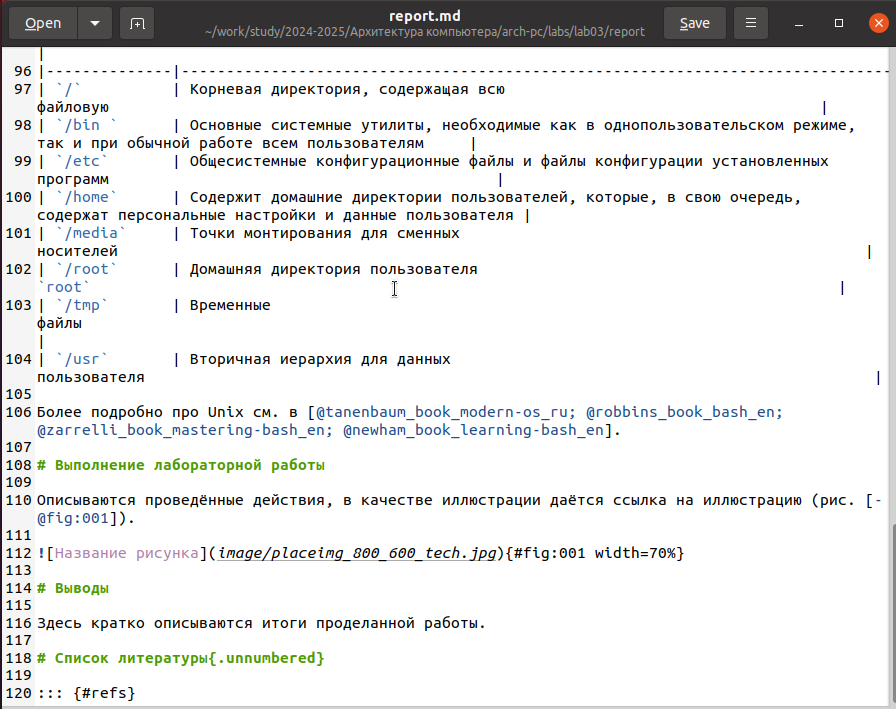 Open
report.md
~/work/study/2024-2025/Архитектура компьютера/arch-pc/labs/lab03/report
Save
|
96 |--------------|-------------------------------------------------------------------------------
97 | `/` | Корневая директория, содержащая всю
файловую |
98 | `/bin ` | Основные системные утилиты, необходимые как в однопользовательском режиме,
так и при обычной работе всем пользователям |
99 | `/etc` | Общесистемные конфигурационные файлы и файлы конфигурации установленных
программ |
100 | `/home` | Содержит домашние директории пользователей, которые, в свою очередь,
содержат персональные настройки и данные пользователя |
101 | `/media` | Точки монтирования для сменных
носителей |
102 | `/root` | Домашняя директория пользователя
`root` |
103 | `/tmp` | Временные
файлы
|
104 | `/usr` | Вторичная иерархия для данных
пользователя |
105
106 Более подробно про Unix см. в [@tanenbaum_book_modern-os_ru; @robbins_book_bash_en;
@zarrelli_book_mastering-bash_en; @newham_book_learning-bash_en].
107
108 # Выполнение лабораторной работы
109
110 Описываются проведённые действия, в качестве иллюстрации даётся ссылка на иллюстрацию (рис. [-
@fig:001]).
111
112 ![Название рисунка](image/placeimg_800_600_tech.jpg){#fig:001 width=70%}
113
114 # Выводы
115
116 Здесь кратко описываются итоги проделанной работы.
117
118 # Список литературы{.unnumbered}
119
120 ::: {#refs}